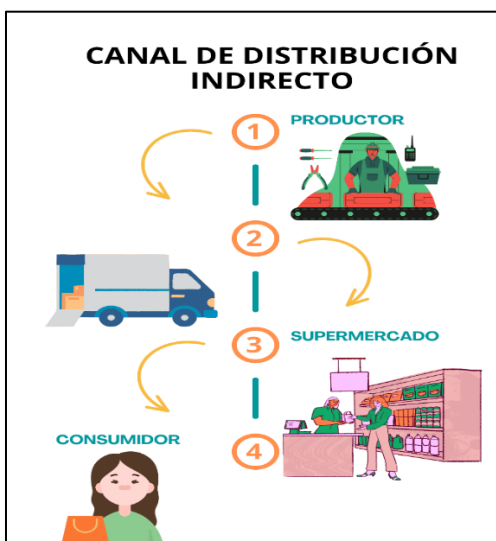 CANAL DE DISTRIBUCIÓN
INDIRECTO
1
PRODUCTOR
2
3
SUPERMERCADO
CONSUMIDOR
4